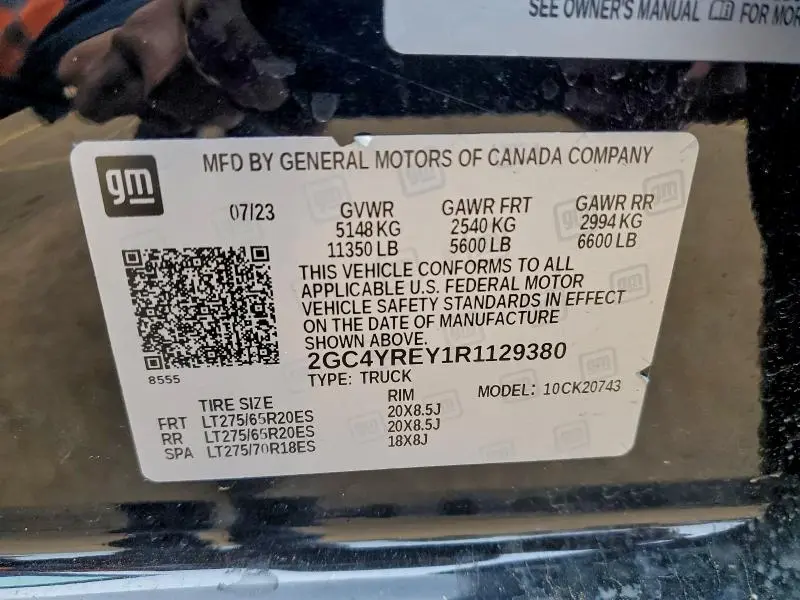 SEE OWNER'S MANUAL FOR MOR
gm
MFD BY GENERAL MOTORS OF CANADA COMPANY
07/23
GVWR GAWR FRT GAWR RR
5148 KG 2540 KG 2994 KG
11350 LB 5600 LB 6600 LB
THIS VEHICLE CONFORMS TO ALL
APPLICABLE U.S. FEDERAL MOTOR
VEHICLE SAFETY STANDARDS IN EFFECT
ON THE DATE OF MANUFACTURE
SHOWN ABOVE.
2GC4YREY1R1129380
8555
TYPE: TRUCK MODEL: 10CK20743
TIRE SIZE RIM
FRT LT275/65R20ES 20X8.5J
RR LT275/65R20ES 20X8.5J
SPA LT275/70R18ES 18X8J